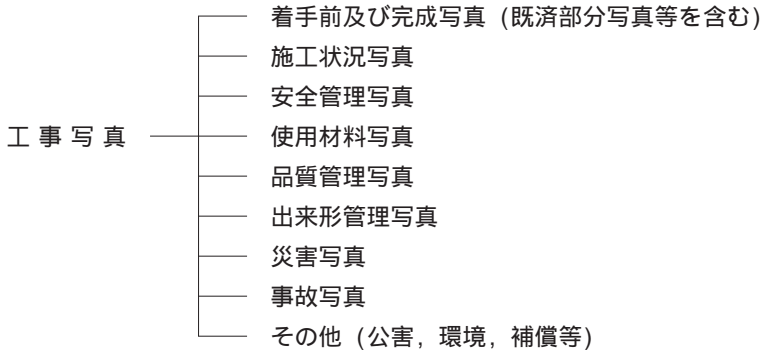 着手前及び完成写真 (既済部分写真等を含む)
施工状況写真
安全管理写真
工 事 写 真
使用材料写真
品質管理写真
出来形管理写真
災害写真
事故写真
その他 (公害, 環境, 補償等)